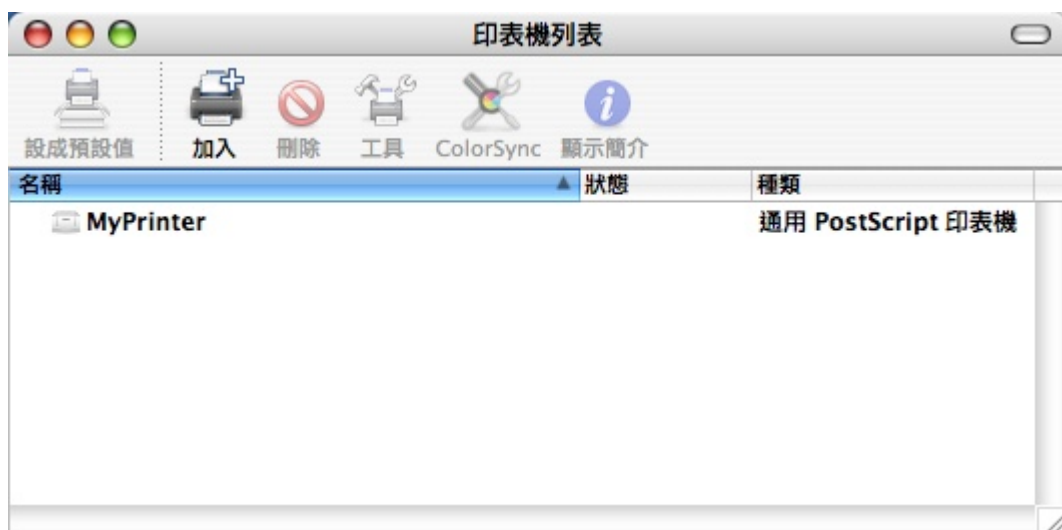 印表機列表
設成預設值 加入 刪除 工具 ColorSync 顯示簡介
名稱 狀態 種類
MyPrinter 通用 PostScript 印表機